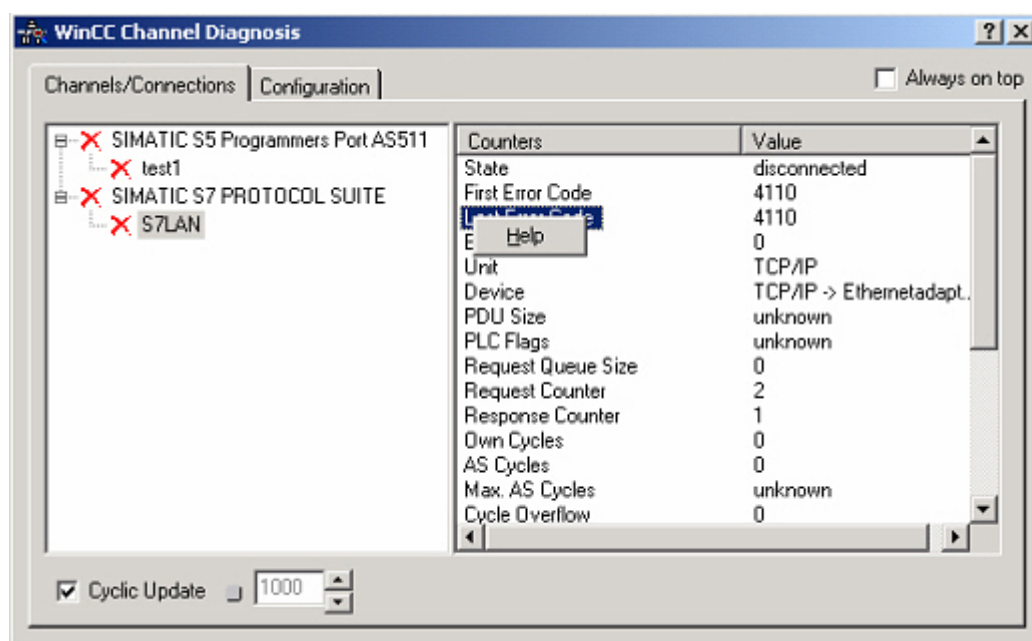 WinCC Channel Diagnosis
Channels/Connections Configuration Always on top
SIMATIC S5 Programmers Port AS511
test1
SIMATIC S7 PROTOCOL SUITE
S7LAN
Counters Value
State disconnected
First Error Code 4110
Last Error Code 4110
Help
0
Unit TCP/IP
Device TCP/IP -> Ethernetadapt..
PDU Size unknown
PLC Flags unknown
Request Queue Size 0
Request Counter 2
Response Counter 1
Own Cycles 0
AS Cycles 0
Max. AS Cycles unknown
Cycle Overflow 0
Cyclic Update 1000